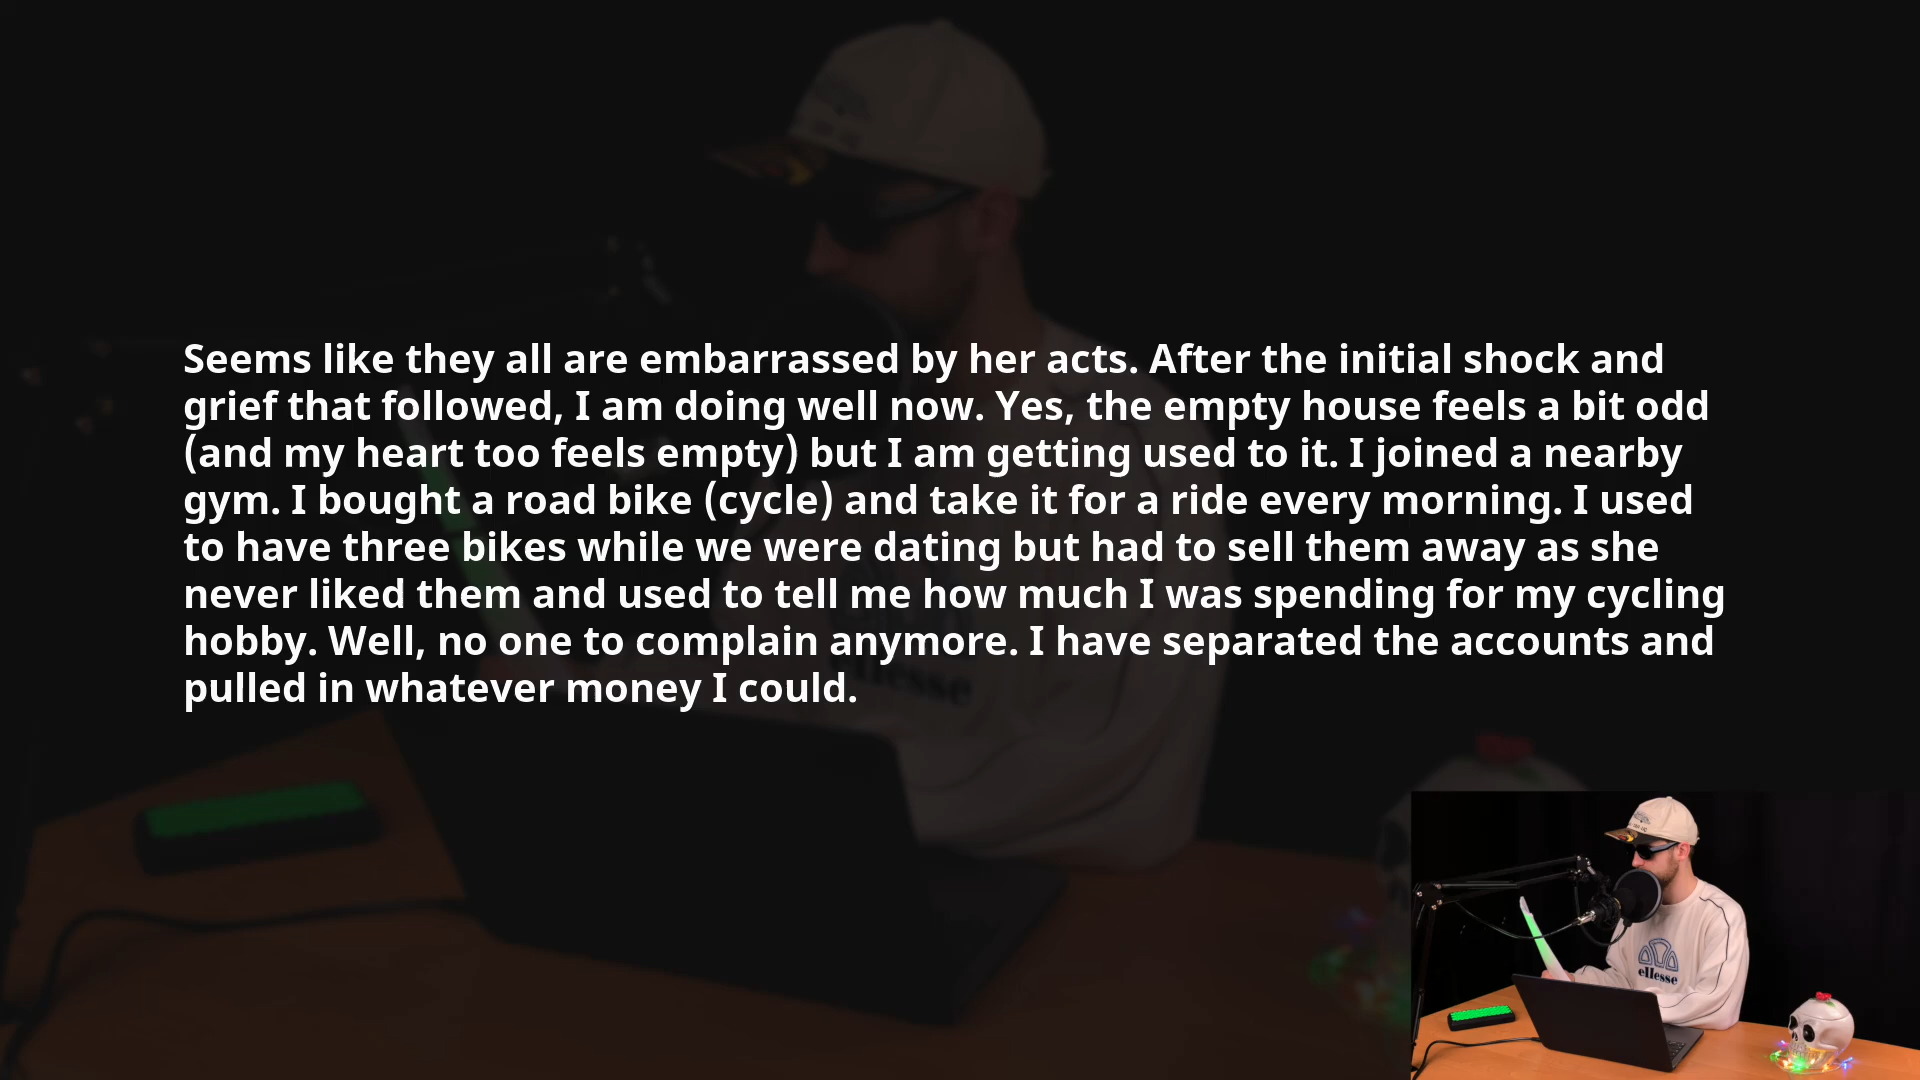 Seems like they all are embarrassed by her acts. After the initial shock and
grief that followed, I am doing well now. Yes, the empty house feels a bit odd
(and my heart too feels empty) but I am getting used to it. I joined a nearby
gym. I bought a road bike (cycle) and take it for a ride every morning. I used
to have three bikes while we were dating but had to sell them away as she
never liked them and used to tell me how much I was spending for my cycling
hobby. Well, no one to complain anymore. I have separated the accounts and
pulled in whatever money I could.
ellesse